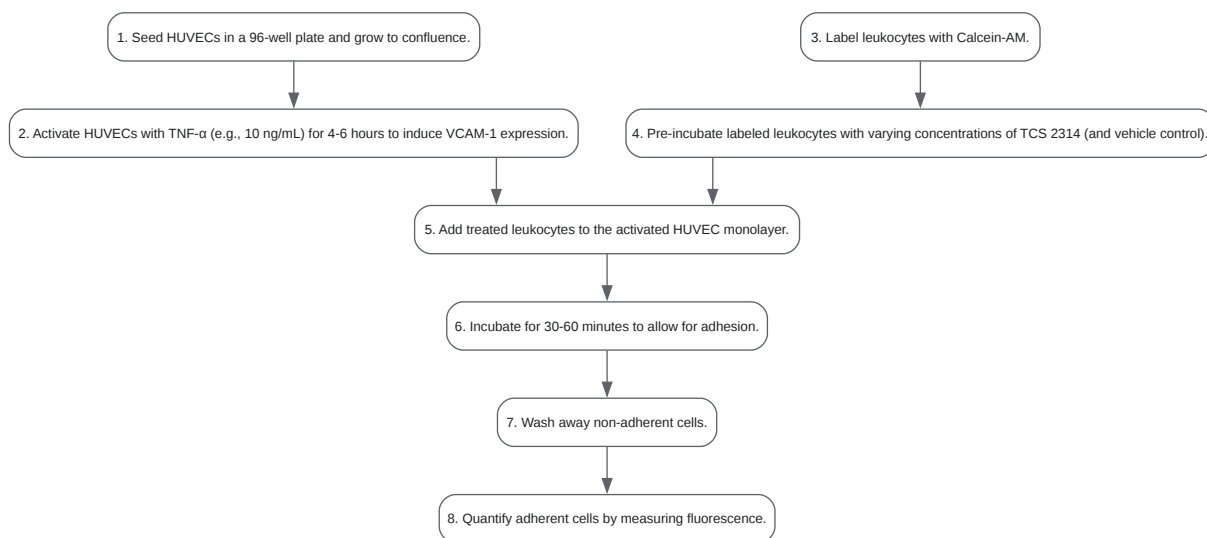 1. Seed HUVECs in a 96-well plate and grow to confluence.
3. Label leukocytes with Calcein-AM.
2. Activate HUVECs with TNF-α (e.g., 10 ng/mL) for 4-6 hours to induce VCAM-1 expression.
4. Pre-incubate labeled leukocytes with varying concentrations of TCS 2314 (and vehicle control).
5. Add treated leukocytes to the activated HUVEC monolayer.
6. Incubate for 30-60 minutes to allow for adhesion.
7. Wash away non-adherent cells.
8. Quantify adherent cells by measuring fluorescence.